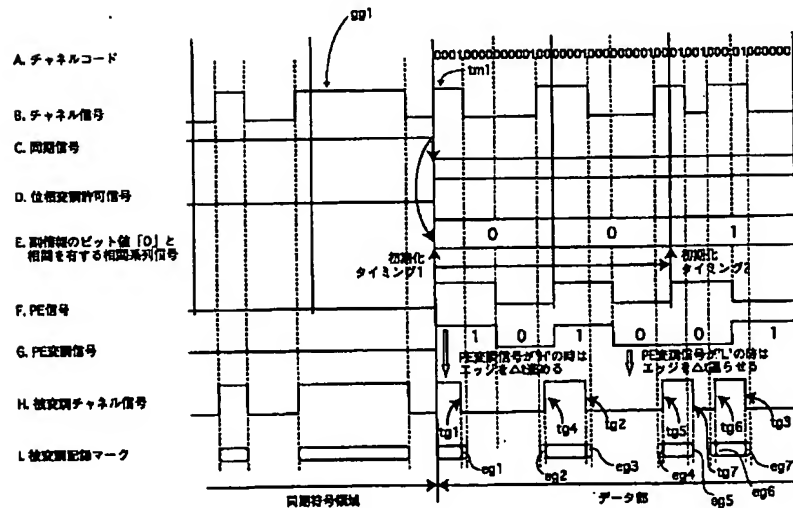 gg1
A. チャネルコード
tm1
B. チャネル信号
C. 同期信号
D. 位相変調許可信号
0 0 1
E. 副情報のビット値「0」と
相関を有する相関系列信号
初期化
タイミング1
初期化
タイミング2
F. PE信号
1 0 1 0 0 1
G. PE変調信号
PE変調信号が'H'の時は
エッジを△t進める
PE変調信号が'L'の時は
エッジを△t遅らせる
H. 被変調チャネル信号
tg1 tg4 tg2 tg5 tg6 tg3
I. 被変調記録マーク
eg1 eg2 eg3 eg4 tg7 eg5 eg6 eg7
同期符号領域
データ部